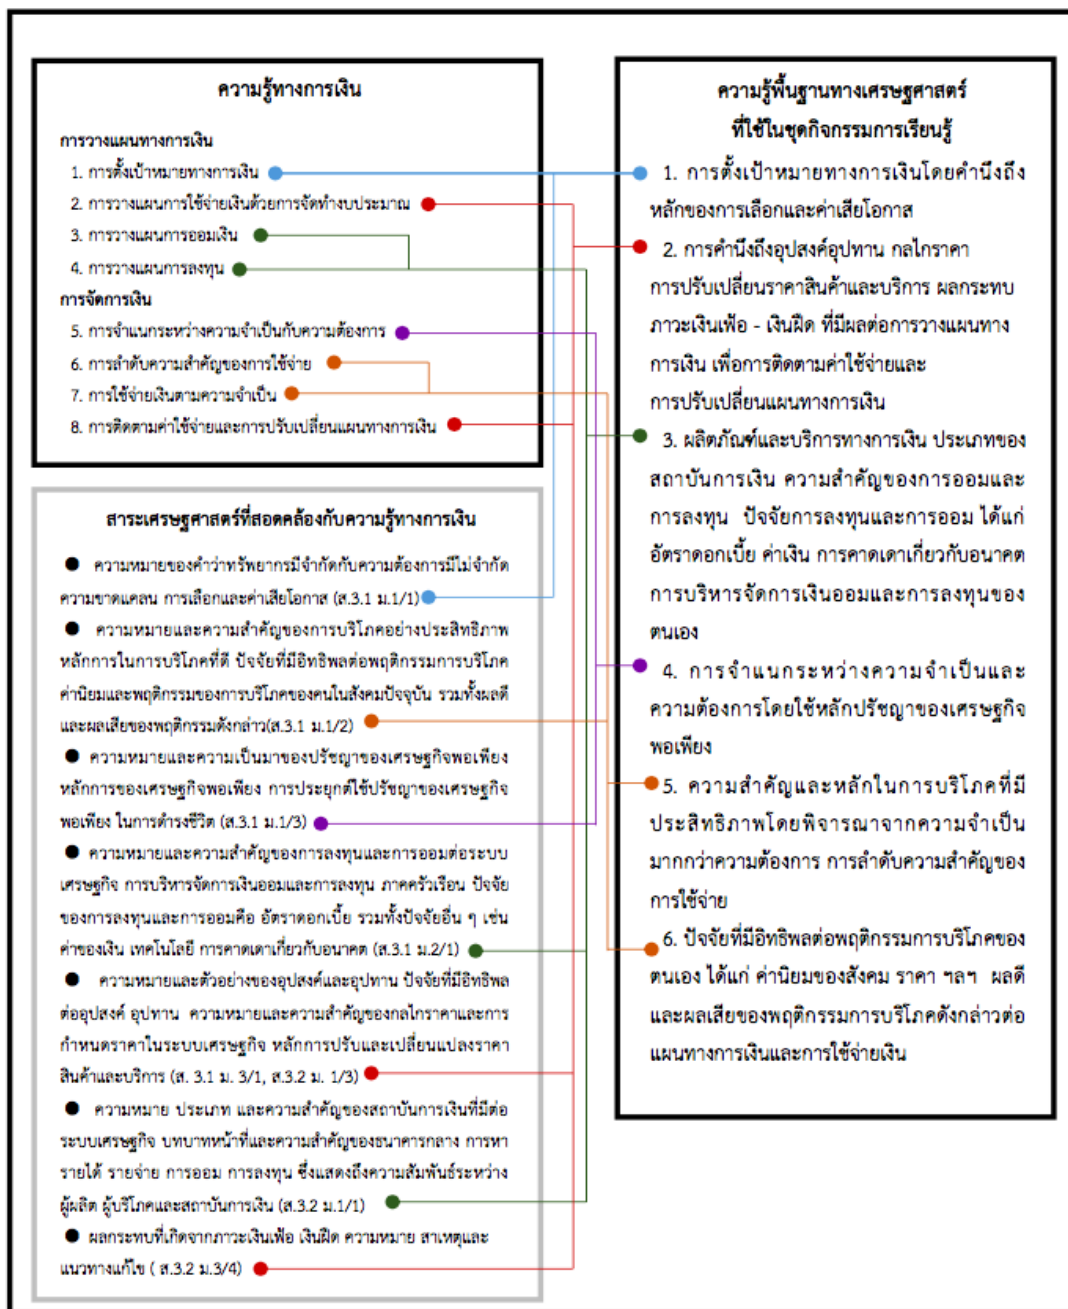 ความรู้ทางการเงิน
การวางแผนทางการเงิน
1. การตั้งเป้าหมายทางการเงิน
2. การวางแผนการใช้จ่ายเงินด้วยการจัดทำงบประมาณ
3. การวางแผนการออมเงิน
4. การวางแผนการลงทุน
การจัดการเงิน
5. การจำแนกระหว่างความจำเป็นกับความต้องการ
6. การลำดับความสำคัญของการใช้จ่าย
7. การใช้จ่ายเงินตามความจำเป็น
8. การติดตามค่าใช้จ่ายและการปรับเปลี่ยนแผนทางการเงิน
สาระเศรษฐศาสตร์ที่สอดคล้องกับความรู้ทางการเงิน
● ความหมายของคำว่าทรัพยากรมีจำกัดกับความต้องการมีไม่จำกัด
ความขาดแคลน การเลือกและค่าเสียโอกาส (ส.3.1 ม.1/1)
● ความหมายและความสำคัญของการบริโภคอย่างประสิทธิภาพ
หลักการในการบริโภคที่ดี ปัจจัยที่มีอิทธิพลต่อพฤติกรรมการบริโภค
ค่านิยมและพฤติกรรมของการบริโภคของคนในสังคมปัจจุบัน รวมทั้งผลดี
และผลเสียของพฤติกรรมดังกล่าว(ส.3.1 ม.1/2)
● ความหมายและความเป็นมาของปรัชญาของเศรษฐกิจพอเพียง
หลักการของเศรษฐกิจพอเพียง การประยุกต์ใช้ปรัชญาของเศรษฐกิจ
พอเพียง ในการดำรงชีวิต (ส.3.1 ม.1/3)
● ความหมายและความสำคัญของการลงทุนและการออมต่อระบบ
เศรษฐกิจ การบริหารจัดการเงินออมและการลงทุน ภาคครัวเรือน ปัจจัย
ของการลงทุนและการออมคือ อัตราดอกเบี้ย รวมทั้งปัจจัยอื่น ๆ เช่น
ค่าของเงิน เทคโนโลยี การคาดเดาเกี่ยวกับอนาคต (ส.3.1 ม.2/1)
● ความหมายและตัวอย่างของอุปสงค์และอุปทาน ปัจจัยที่มีอิทธิพล
ต่ออุปสงค์ อุปทาน ความหมายและความสำคัญของกลไกราคาและการ
กำหนดราคาในระบบเศรษฐกิจ หลักการปรับและเปลี่ยนแปลงราคา
สินค้าและบริการ (ส. 3.1 ม. 3/1, ส.3.2 ม. 1/3)
● ความหมาย ประเภท และความสำคัญของสถาบันการเงินที่มีต่อ
ระบบเศรษฐกิจ บทบาทหน้าที่และความสำคัญของธนาคารกลาง การหา
รายได้ รายจ่าย การออม การลงทุน ซึ่งแสดงถึงความสัมพันธ์ระหว่าง
ผู้ผลิต ผู้บริโภคและสถาบันการเงิน (ส.3.2 ม.1/1)
● ผลกระทบที่เกิดจากภาวะเงินเฟ้อ เงินฝืด ความหมาย สาเหตุและ
แนวทางแก้ไข ( ส.3.2 ม.3/4)
ความรู้พื้นฐานทางเศรษฐศาสตร์
ที่ใช้ในชุดกิจกรรมการเรียนรู้
1. การตั้งเป้าหมายทางการเงินโดยคำนึงถึง
หลักของการเลือกและค่าเสียโอกาส
2. การคำนึงถึงอุปสงค์อุปทาน กลไกราคา
การปรับเปลี่ยนราคาสินค้าและบริการ ผลกระทบ
ภาวะเงินเฟ้อ - เงินฝืด ที่มีผลต่อการวางแผนทาง
การเงิน เพื่อการติดตามค่าใช้จ่ายและ
การปรับเปลี่ยนแผนทางการเงิน
3. ผลิตภัณฑ์และบริการทางการเงิน ประเภทของ
สถาบันการเงิน ความสำคัญของการออมและ
การลงทุน ปัจจัยการลงทุนและการออม ได้แก่
อัตราดอกเบี้ย ค่าเงิน การคาดเดาเกี่ยวกับอนาคต
การบริหารจัดการเงินออมและการลงทุนของ
ตนเอง
4. การจำแนกระหว่างความจำเป็นและ
ความต้องการโดยใช้หลักปรัชญาของเศรษฐกิจ
พอเพียง
5. ความสำคัญและหลักในการบริโภคที่มี
ประสิทธิภาพโดยพิจารณาจากความจำเป็น
มากกว่าความต้องการ การลำดับความสำคัญของ
การใช้จ่าย
6. ปัจจัยที่มีอิทธิพลต่อพฤติกรรมการบริโภคของ
ตนเอง ได้แก่ ค่านิยมของสังคม ราคา ฯลฯ ผลดี
และผลเสียของพฤติกรรมการบริโภคดังกล่าวต่อ
แผนทางการเงินและการใช้จ่ายเงิน